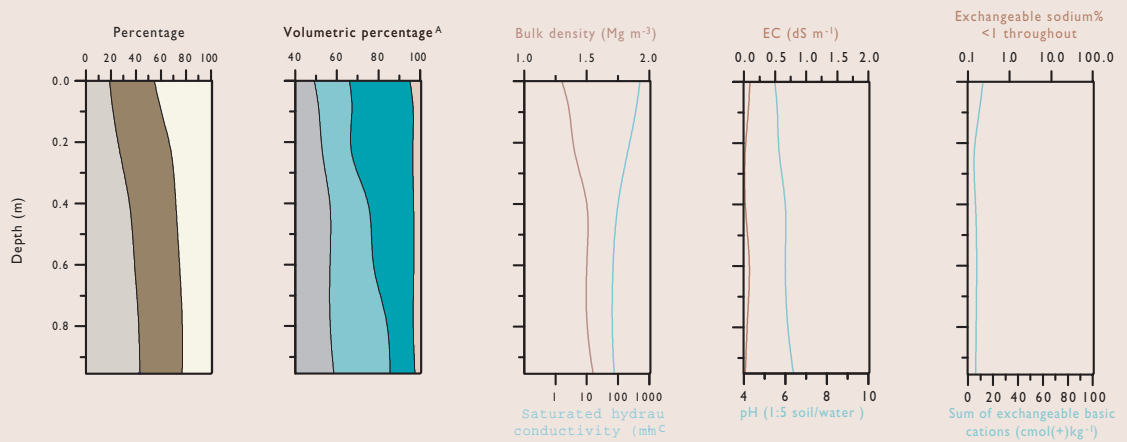 Exchangeable sodium%
<1 throughout
Percentage
Volumetric percentage A
Bulk density (Mg m-3)
EC (dS m-1)
0 20 40 60 80 100
40 60 80 100
1.0 1.5 2.0
0.0 0.5 1.0 1.5 2.0
0.1 1.0 10.0 100.0
0.0
0.2
0.4
0.6
0.8
Depth (m)
1 10 100 1000
4 6 8 10
0 20 40 60 80 100
Saturated hydrau
conductivity
pH (1:5 soil/water )
Sum of exchangeable basic
cations (cmol(+)kg-1)